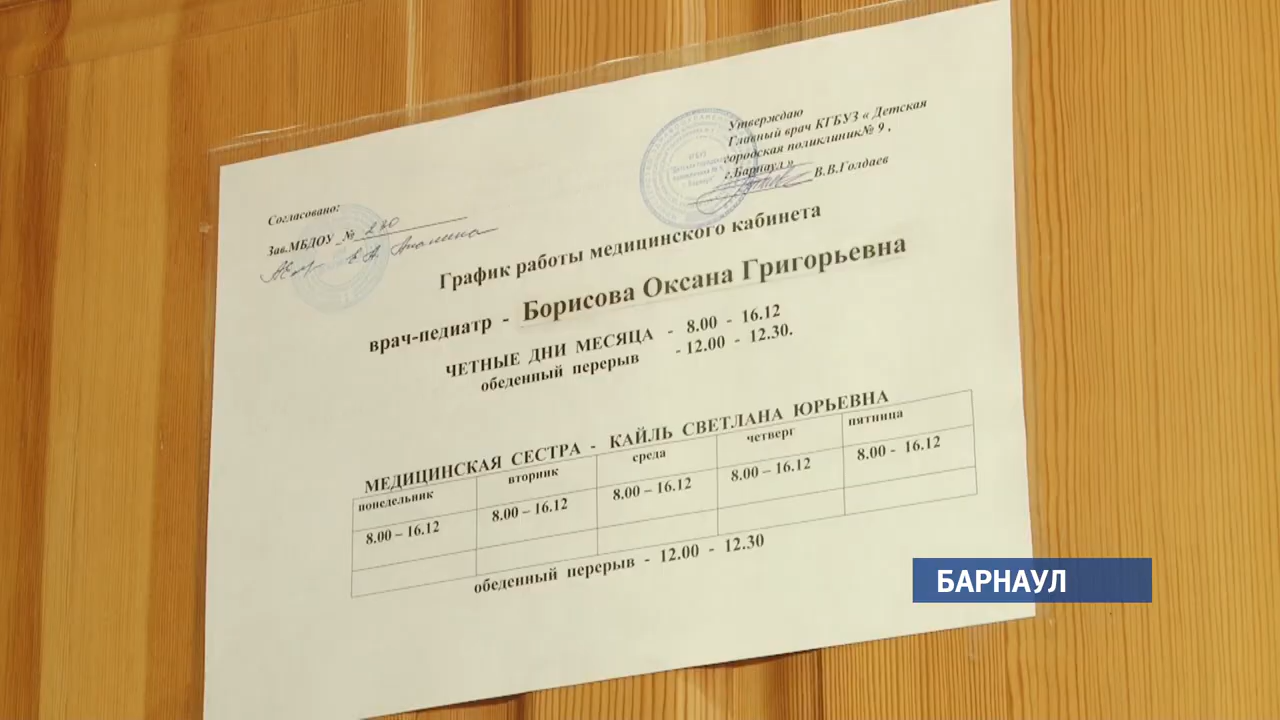 Утверждаю
Главный врач КГБУЗ « Детская
городская поликлиник№ 9 ,
г.Барнаул »
В.В.Голдаев
Согласовано:
Зав.МБДОУ _№ 230
График работы медицинского кабинета
врач-педиатр - Борисова Оксана Григорьевна
ЧЕТНЫЕ ДНИ МЕСЯЦА - 8.00 - 16.12
обеденный перерыв - 12.00 - 12.30.
МЕДИЦИНСКАЯ СЕСТРА - КАЙЛЬ СВЕТЛАНА ЮРЬЕВНА
понедельник вторник среда четверг пятница
8.00 – 16.12 8.00 – 16.12 8.00 – 16.12 8.00 – 16.12 8.00 - 16.12
обеденный перерыв - 12.00 - 12.30
БАРНАУЛ